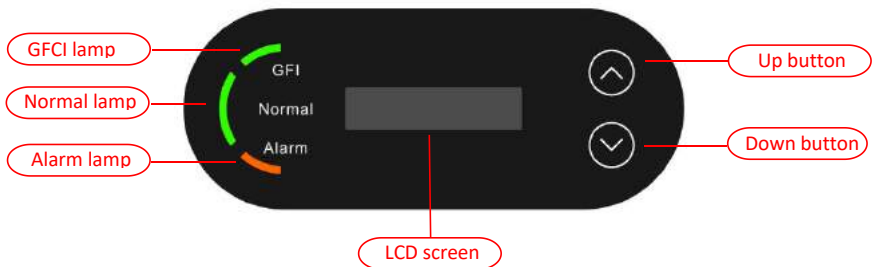 GFCI lamp
GFI
Up button
Normal lamp
Normal
Alarm
Down button
Alarm lamp
LCD screen